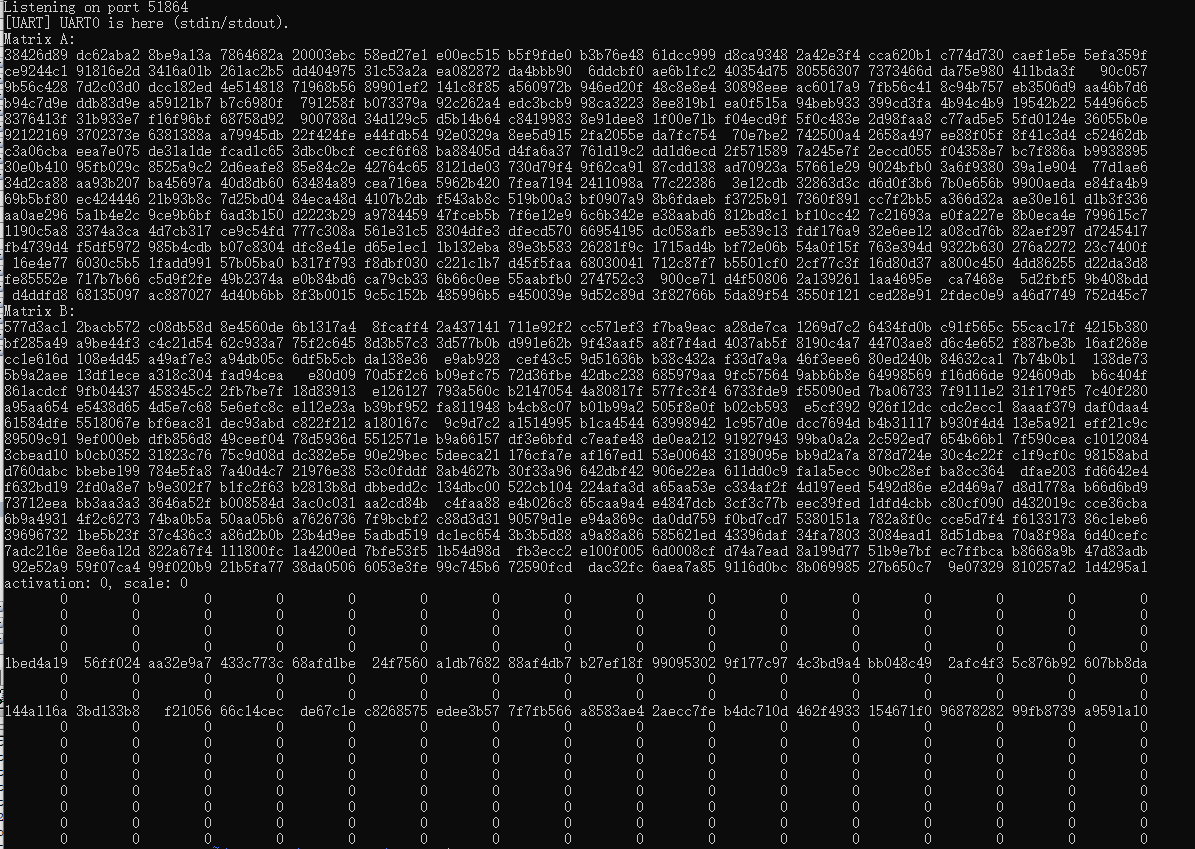 Listening on port 51864
[UART] UART0 is here (stdin/stdout).
Matrix A:
38426d89 dc62aba2 8be9a13a 7864682a 20003ebc 58ed27e1 e00ec515 b5f9fde0 b3b76e48 61dcc999 d8ca9348 2a42e3f4 cca620b1 c774d730 caef1e5e 5efa359f
ce9244c1 91816e2d 3416a01b 261ac2b5 dd404975 31c53a2a ea082872 da4bbb90 6ddcbf0 ae6b1fc2 40354d75 80556307 7373466d da75e980 411bda3f 90c057
9b56c428 7d2c03d0 dcc182ed 4e514818 71968b56 89901ef2 141c8f85 a560972b 946ed20f 48c8e8e4 30898eee ac6017a9 7fb56c41 8c94b757 eb3506d9 aa46b7d6
b94c7d9e ddb83d9e a59121b7 b7c6980f 791258f b073379a 92c262a4 edc3bcb9 98ca3223 8ee819b1 ea0f515a 94beb933 399cd3fa 4b94c4b9 19542b22 544966c5
8376413f 31b933e7 f16f96bf 68758d92 900788d 34d129c5 d5b14b64 c8419983 8e91dee8 1f00e71b f04ecd9f 5f0c483e 2d98faa8 c77ad5e5 5fd0124e 36055b0e
92122169 3702373e 6381388a a79945db 22f424fe e44fdb54 92e0329a 8ee5d915 2fa2055e da7fc754 70e7be2 742500a4 2658a497 ee88f05f 8f41c3d4 c52462db
c3a06cba eea7e075 de31a1de fcad1c65 3dbc0bcf cecf6f68 ba88405d d4fa6a37 761d19c2 dd1d6ecd 2f571589 7a245e7f 2eccd055 f04358e7 bc7f886a b9938895
30e0b410 95fb029c 8525a9c2 2d6eafe8 85e84c2e 42764c65 8121de03 730d79f4 9f62ca91 87cdd138 ad70923a 57661e29 9024bfb0 3a6f9380 39a1e904 77d1ae6
34d2ca88 aa93b207 ba45697a 40d8db60 63484a89 cea716ea 5962b420 7fea7194 2411098a 77c22386 3e12cdb 32863d3c d6d0f3b6 7b0e656b 9900aeda e84fa4b9
69b5bf80 ec424446 21b93b8c 7d25bd04 84eca48d 4107b2db f543ab8c 519b00a3 bf0907a9 8b6fdaeb f3725b91 7360f891 cc7f2bb5 a366d32a ae30e161 d1b3f336
aa0ae296 5a1b4e2c 9ce9b6bf 6ad3b150 d2223b29 a9784459 47fceb5b 7f6e12e9 6c6b342e e38aabd6 812bd8c1 bf10cc42 7c21693a e0fa227e 8b0eca4e 799615c7
1190c5a8 3374a3ca 4d7cb317 ce9c54fd 777c308a 561e31c5 8304dfe3 dfecd570 66954195 dc058afb ee539c13 fdf176a9 32e6ee12 a08cd76b 82aef297 d7245417
fb4739d4 f5df5972 985b4cdb b07c8304 dfc8e41e d65e1ec1 1b132eba 89e3b583 26281f9c 1715ad4b bf72e06b 54a0f15f 763e394d 9322b630 276a2272 23c7400f
16e4e77 6030c5b5 1fadd991 57b05ba0 b317f793 f8dbf030 c221c1b7 d45f5faa 68030041 712c87f7 b5501cf0 2cf77c3f 16d80d37 a800c450 4dd86255 d22da3d8
fe85552e 717b7b66 c5d9f2fe 49b2374a e0b84bd6 ca79cb33 6b66c0ee 55aabfb0 274752c3 900ce71d 4f50806 2a139261 1aa4695e ca7468e 5d2fbf5 9b408bdd
d4ddfd8 68135097 ac887027 4d40b6bb 8f3b0015 9c5c152b 485996b5 e450039e 9d52c89d 3f82766b 5da89f54 3550f121 ced28e91 2fdec0e9 a46d7749 752d45c7
Matrix B:
577d3ac1 2bacb572 c08db58d 8e4560de 6b1317a4 8fcaff4 2a437141 711e92f2 cc571ef3 f7ba9eac a28de7ca 1269d7c2 6434fd0b c91f565c 55cac17f 4215b380
bf285a49 a9be44f3 c4c21d54 62c933a7 75f2c645 8d3b57c3 3d577b0b d991e62b 9f43aaf5 a8f7f4ad 4037ab5f 8190c4a7 44703ae8 d6c4e652 f887be3b 16af268e
cc1e616d 108e4d45 a49af7e3 a94db05c 6df5b5cb da138e36 e9ab928 cef43c59 d51636bb 38c432af 33d7a9a4 6f3eee6 80ed240b 84632ca1 7b74b0b1 138de73
5b9a2aee 13df1ece a318c304 fad94cea e80d09 70d5f2c6 b09efc75 72d36fbe 42dbc238 685979aa 9fc57564 9abb6b8e 64998569 f16d66de 924609db b6c404f
861acdcf 9fb04437 458345c2 2fb7be7f 18d83913 e126127 793a560c b2147054 4a80817f 577fc3f4 6733fde9 f55090ed 7ba06733 7f9111e2 31f179f5 7c40f280
a95aa654 e5438d65 4d5e7c68 5e6efc8c e112e23a b39bf952 fa811948 b4cb8c07 b01b99a2 505f8e0f b02cb593 e5cf392 926f12dc cdc2ecc1 8aaaf379 daf0daa4
61584dfe 5518067e bf6eac81 dec93abd c822f212 a180167c 9c9d7c2 a1514995 b1ca4544 63998942 1c957d0e dcc7694d b4b31117 b930f4d4 13e5a921 eff21c9c
89509c91 9ef000eb dfb856d8 49ceef04 78d5936d 5512571e b9a66157 df3e6bfd c7eafe48 de0ea212 91927943 99ba0a2a 2c592ed7 654b66b1 7f590cea c1012084
3cbead10 b0cb0352 31823c76 75c9d08d dc382e5e 90e29bec 5deeca21 176cfa7e af167ed1 53e00648 3189095e bb9d2a7a 878d724e 30c4c22f c1f9cf0c 98158abd
d760dabc bbebe199 784e5fa8 7a40d4c7 21976e38 53c0fddf 8ab4627b 30f33a96 642dbf42 906e22ea 611dd0c9 fa1a5ecc 90bc28ef ba8cc364 dfae203 fd6642e4
f632bd19 2fd0a8e7 b9e302f7 b1fc2f63 b2813b8d dbbedd2c 134dbc00 522cb104 224afa3d a65aa53e c334af2f 4d197eed 5492d86e e2d469a7 d8d1778a b66d6bd9
73712eea bb3aa3a3 3646a52f b008584d 3ac0c031 aa2cd84b c4faa88 e4b026c8 65caa9a4 e4847dcb 3cf3c77b eec39fed 1dfd4cbb c80cf090 d432019c cce36cba
6b9a4931 4f2c6273 74ba0b5a 50aa05b6 a7626736 7f9bcbf2 c88d3d31 90579d1e e94a869c da0dd759 f0bd7cd7 5380151a 782a8f0c cce5d7f4 f6133173 86c1ebe6
39696732 1be5b23f 37c436c3 a86d2b0b 23b4d9ee 5adbd519 dc1ec654 3b3b5d88 a9a88a86 585621ed 43396daf 34fa7803 3084ead1 8d51dbea 70a8f98a 6d40cefc
7adc216e 8ee6a12d 822a67f4 111800fc 1a4200ed 7bfe53f5 1b54d98d fb3ecc2 e100f005 6d0008cf d74a7ead 8a199d77 51b9e7bf ec7ffbca b8668a9b 47d83adb
92e52a9 59f07ca4 99f020b9 21b5fa77 38da0506 6053e3fe 99c745b6 72590fcd dac32fc 6aea7a85 9116d0bc 8b069985 27b650c7 9e07329 810257a2 1d4295a1
activation: 0, scale: 0
0 0 0 0 0 0 0 0 0 0 0 0 0 0 0 0
0 0 0 0 0 0 0 0 0 0 0 0 0 0 0 0
0 0 0 0 0 0 0 0 0 0 0 0 0 0 0 0
0 0 0 0 0 0 0 0 0 0 0 0 0 0 0 0
1bed4a19 56ff024 aa32e9a7 433c773c 68afd1be 24f7560 a1db7682 88af4db7 b27ef18f 99095302 9f177c97 4c3bd9a4 bb048c49 2afc4f3 5c876b92 607bb8da
0 0 0 0 0 0 0 0 0 0 0 0 0 0 0 0
0 0 0 0 0 0 0 0 0 0 0 0 0 0 0 0
144a116a 3bd133b8 f21056 66c14cec de67c1ec c8268575 edee3b57 7f7fb566 a8583ae4 2aecc7fe b4dc710d 462f4933 154671f0 96878282 99fb8739 a9591a10
0 0 0 0 0 0 0 0 0 0 0 0 0 0 0 0
0 0 0 0 0 0 0 0 0 0 0 0 0 0 0 0
0 0 0 0 0 0 0 0 0 0 0 0 0 0 0 0
0 0 0 0 0 0 0 0 0 0 0 0 0 0 0 0
0 0 0 0 0 0 0 0 0 0 0 0 0 0 0 0
0 0 0 0 0 0 0 0 0 0 0 0 0 0 0 0
0 0 0 0 0 0 0 0 0 0 0 0 0 0 0 0
0 0 0 0 0 0 0 0 0 0 0 0 0 0 0 0